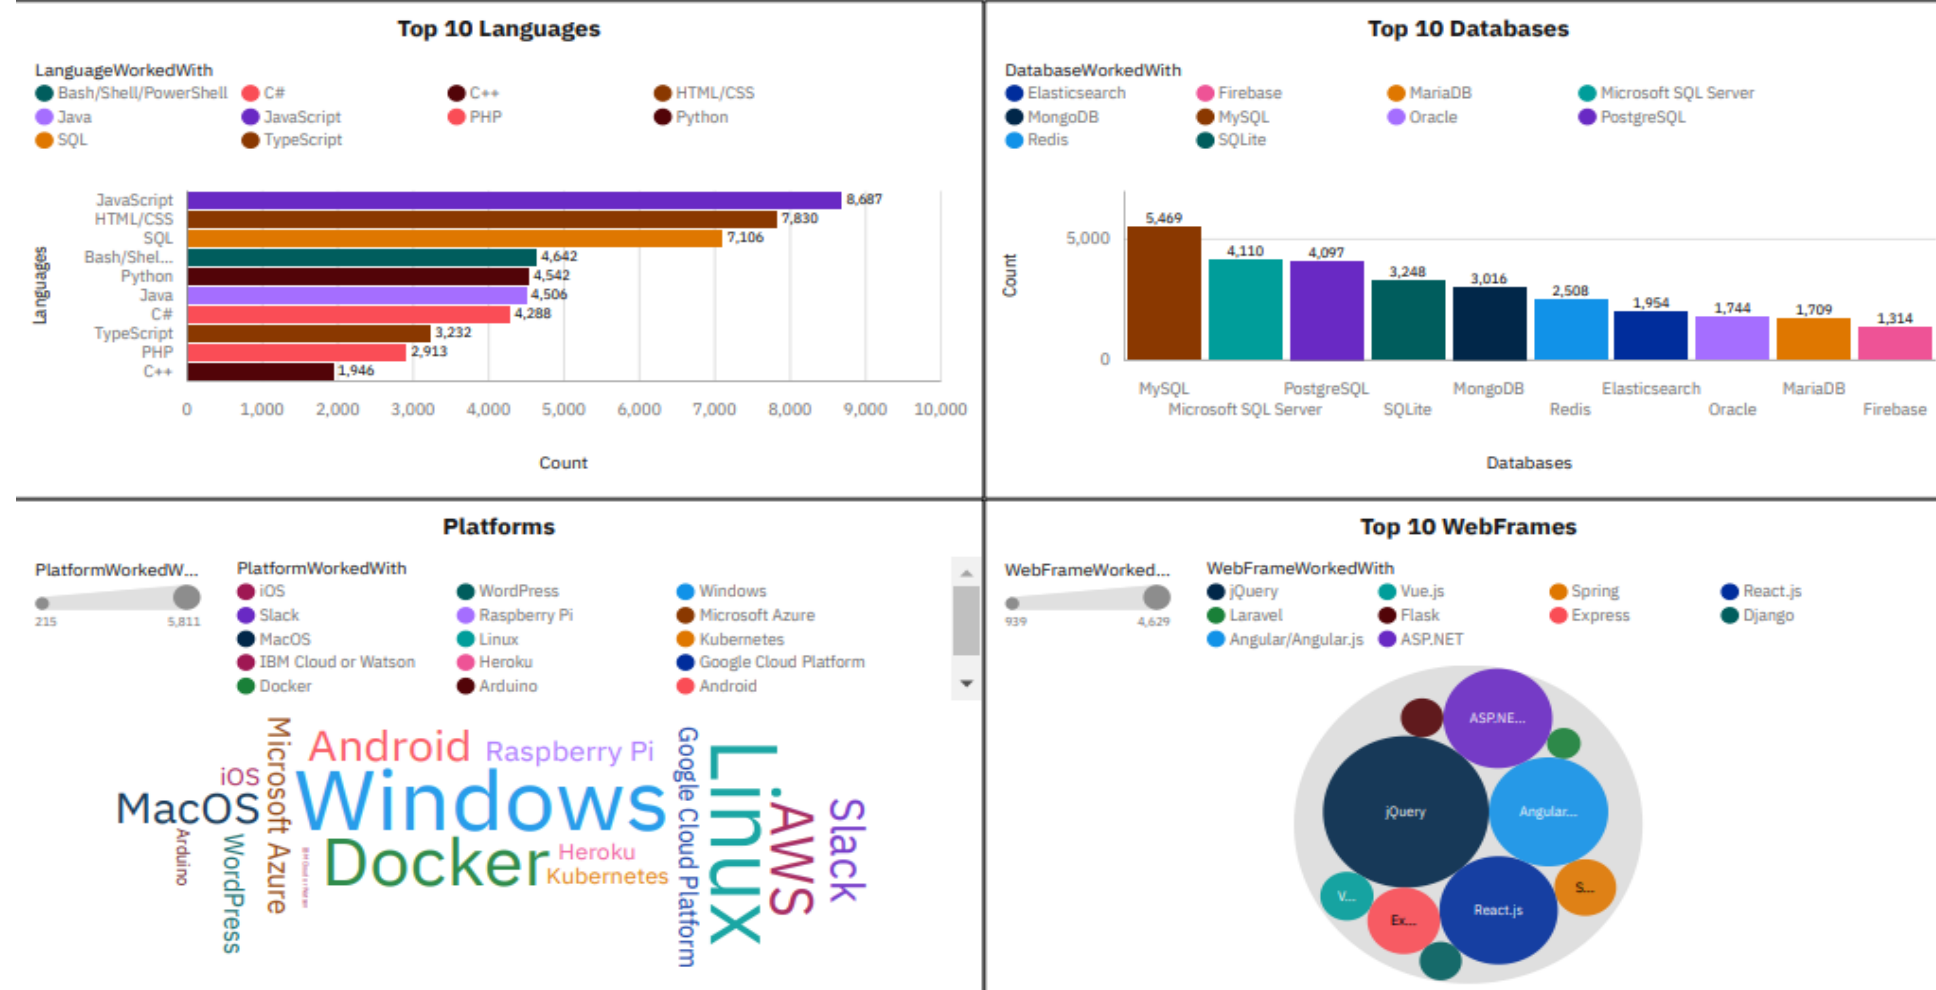 Top 10 Languages
LanguageWorkedWith
Bash/Shell/PowerShell C# C++ HTML/CSS
Java JavaScript PHP Python
SQL TypeScript
Languages
JavaScript 8,687
HTML/CSS 7,830
SQL 7,106
Bash/Shel... 4,642
Python 4,542
Java 4,506
C# 4,288
TypeScript 3,232
PHP 2,913
C++ 1,946
0 1,000 2,000 3,000 4,000 5,000 6,000 7,000 8,000 9,000 10,000
Count
Top 10 Databases
DatabaseWorkedWith
Elasticsearch Firebase MariaDB Microsoft SQL Server
MongoDB MySQL Oracle PostgreSQL
Redis SQLite
Count
5,000
0
5,469 4,110 4,097 3,248 3,016 2,508 1,954 1,744 1,709 1,314
MySQL PostgreSQL MongoDB Elasticsearch MariaDB
Microsoft SQL Server SQLite Redis Oracle Firebase
Databases
Platforms
PlatformWorkedW...
215 5,811
PlatformWorkedWith
iOS WordPress Windows
Slack Raspberry Pi Microsoft Azure
MacOS Linux Kubernetes
IBM Cloud or Watson Heroku Google Cloud Platform
Docker Arduino Android
Microsoft Azure
Android
Raspberry Pi
Google Cloud Platform
Linux
iOS
Windows
MacOS
AWS
Slack
Arduino
WordPress
Docker
Heroku
Kubernetes
Top 10 WebFrames
WebFrameWorked...
939 4,629
WebFrameWorkedWith
jQuery Vue.js Spring React.js
Laravel Flask Express Django
Angular/Angular.js ASP.NET
ASP.NE...
jQuery
Angular...
V...
Ex...
React.js
S...